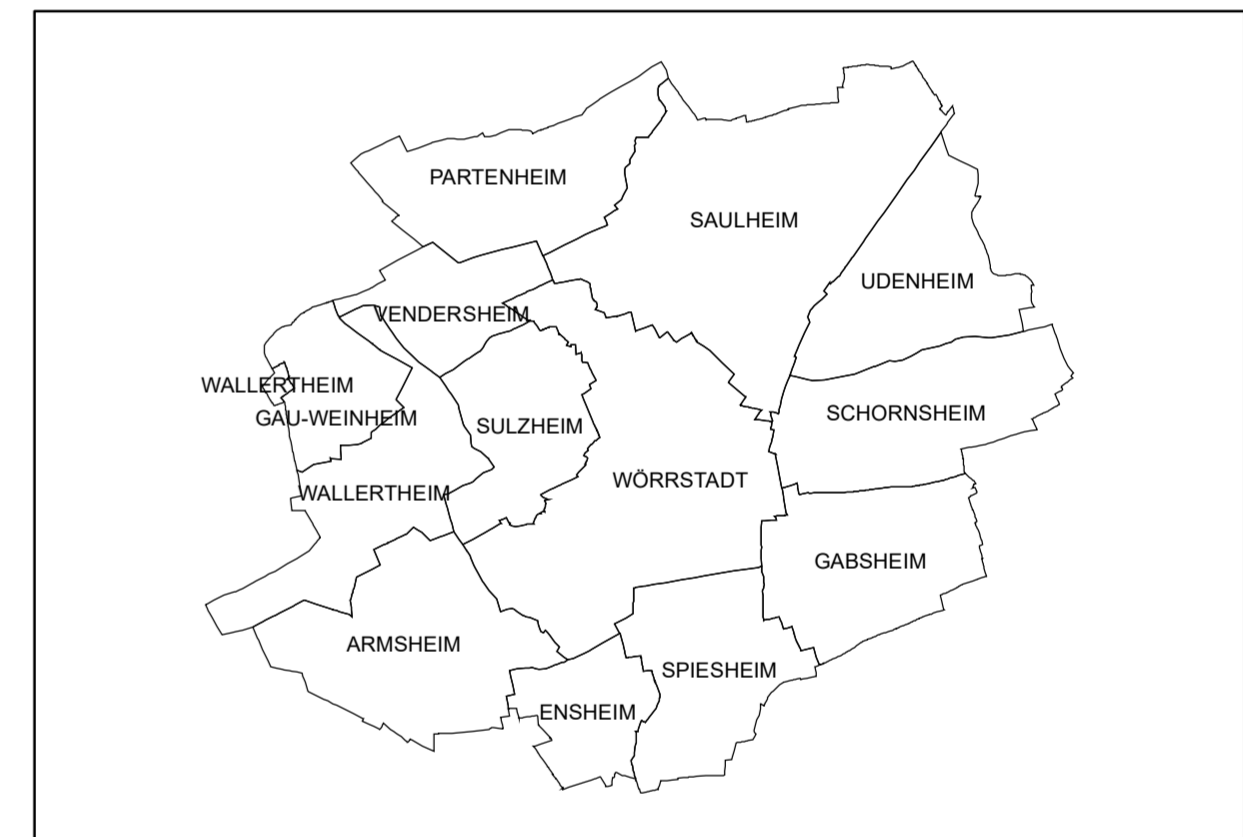 PARTENHEIM
SAULHEIM
UDENHEIM
VENDERSHEIM
WALLERTHEIM
GAU-WEINHEIM
SCHORNSHEIM
SULZHEIM
WÖRRSTADT
WALLERTHEIM
GABSHEIM
ARMSHEIM
SPIESHEIM
ENSHEIM